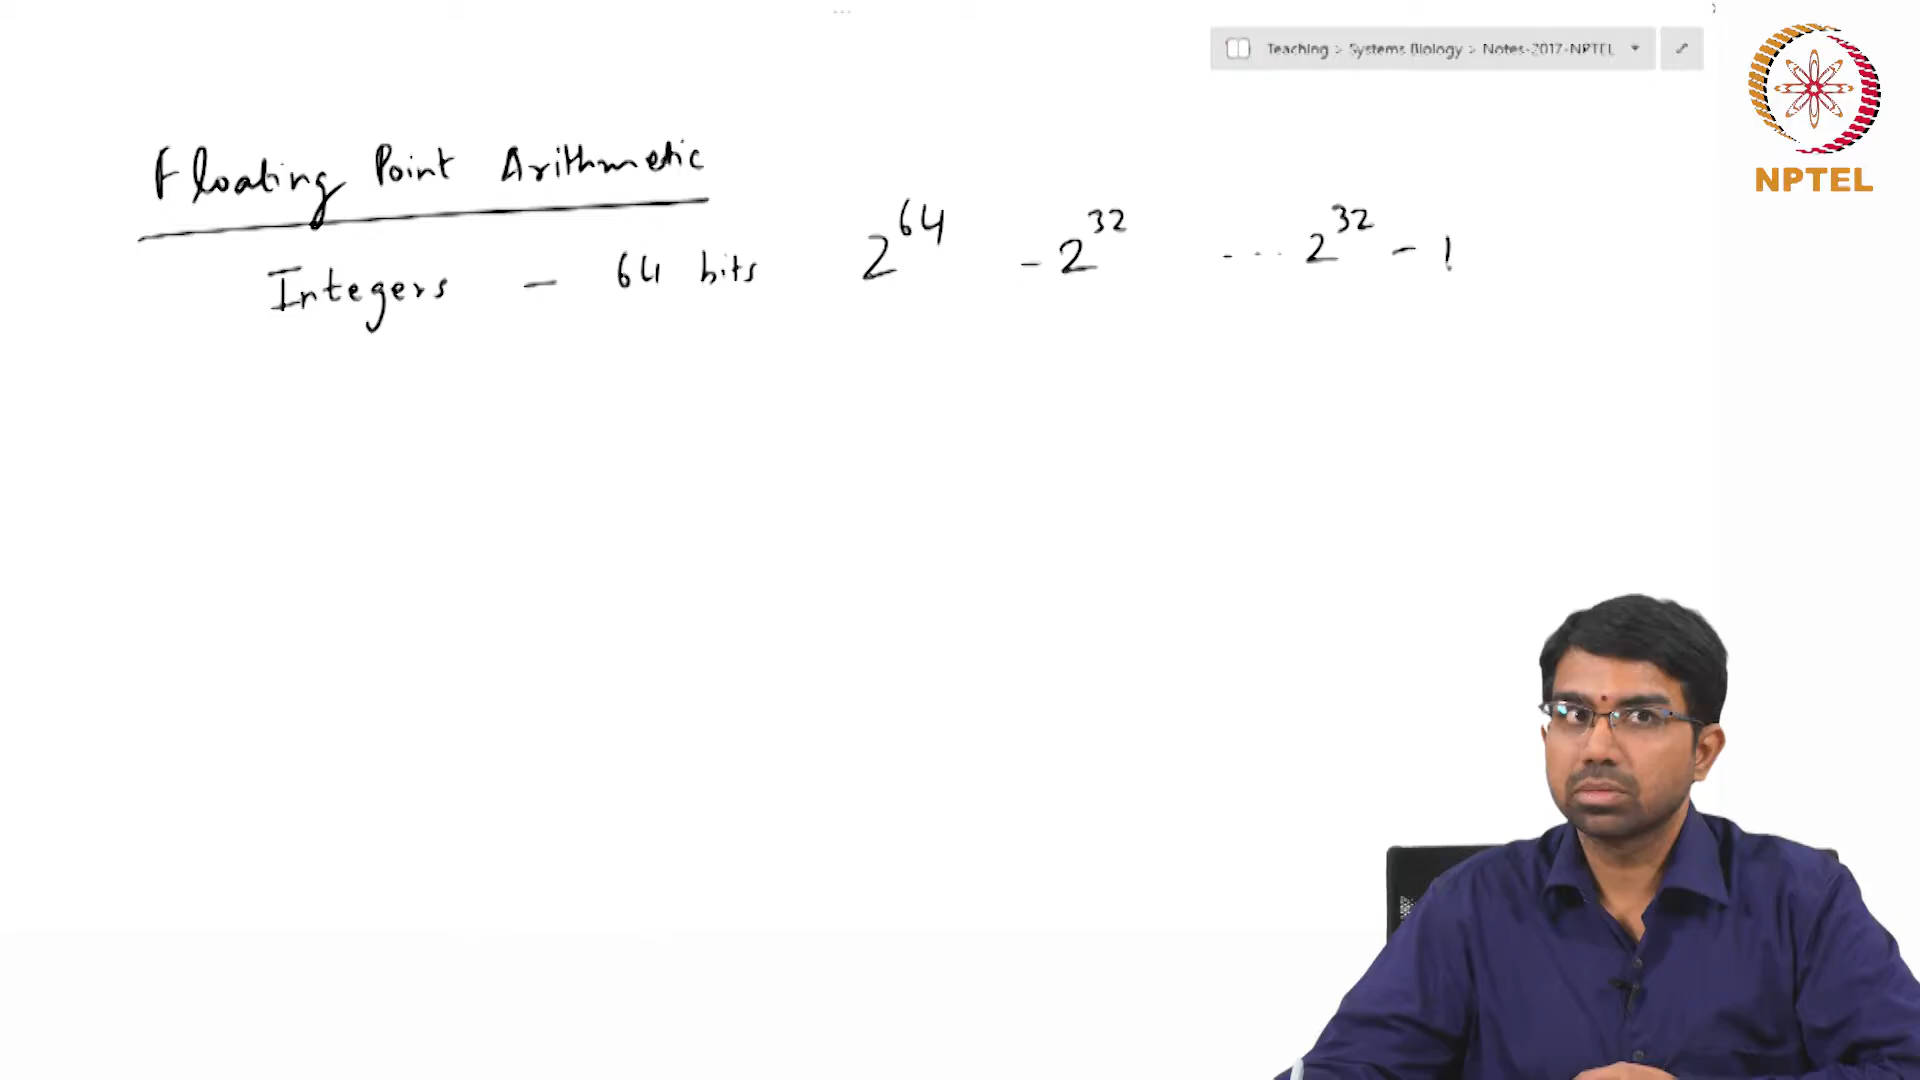 Teaching > Systems Biology > Notes-2017-NPTEL
NPTEL
Floating Point Arithmetic
Integers - 64 bits 2^64 -2^32 ... 2^32 - 1